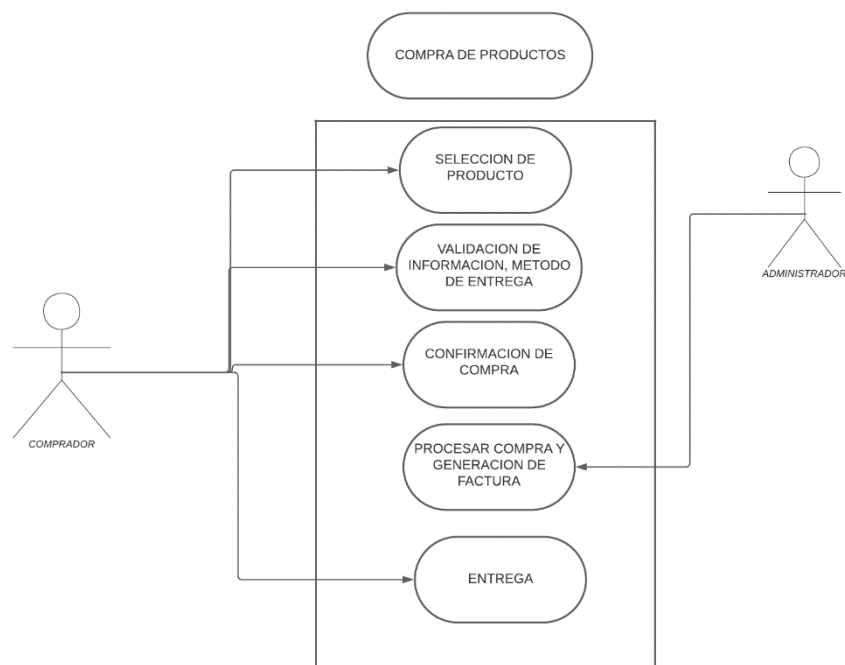 COMPRA DE PRODUCTOS
SELECCION DE
PRODUCTO
VALIDACION DE
INFORMACION, METODO
DE ENTREGA
ADMINISTRADOR
CONFIRMACION DE
COMPRA
COMPRADOR
PROCESAR COMPRA Y
GENERACION DE
FACTURA
ENTREGA